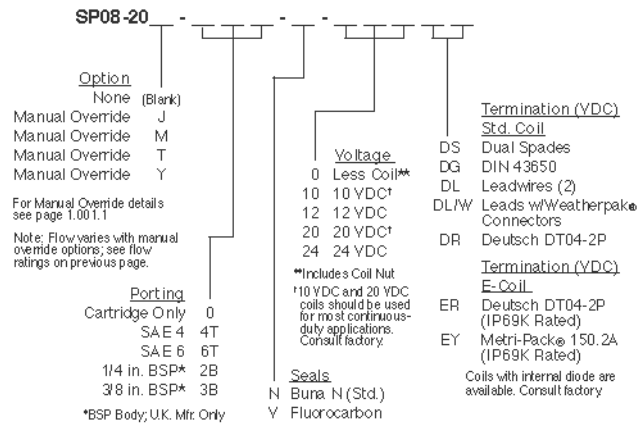 SP08-20__ - ____ - __ - ____ __
Option
None (Blank)
Manual Override J
Manual Override M
Manual Override T
Manual Override Y
For Manual Override details
see page 1.001.1
Note: Flow varies with manual
override options; see flow
ratings on previous page.
Porting
Cartridge Only 0
SAE 4 4T
SAE 6 6T
1/4 in. BSP* 2B
3/8 in. BSP* 3B
*BSP Body; U.K. Mfr. Only
Seals
N Buna N (Std.)
V Fluorocarbon
Voltage
0 Less Coil**
10 10 VDC†
12 12 VDC
20 20 VDC†
24 24 VDC
**Includes Coil Nut
†10 VDC and 20 VDC
coils should be used
for most continuous-
duty applications.
Consult factory.
Termination (VDC)
Std. Coil
DS Dual Spades
DG DIN 43650
DL Leadwires (2)
DL/W Leads w/Weatherpak®
Connectors
DR Deutsch DT04-2P
Termination (VDC)
E-Coil
ER Deutsch DT04-2P
(IP69K Rated)
EY Metri-Pack® 150.2A
(IP69K Rated)
Coils with internal diode are
available. Consult factory